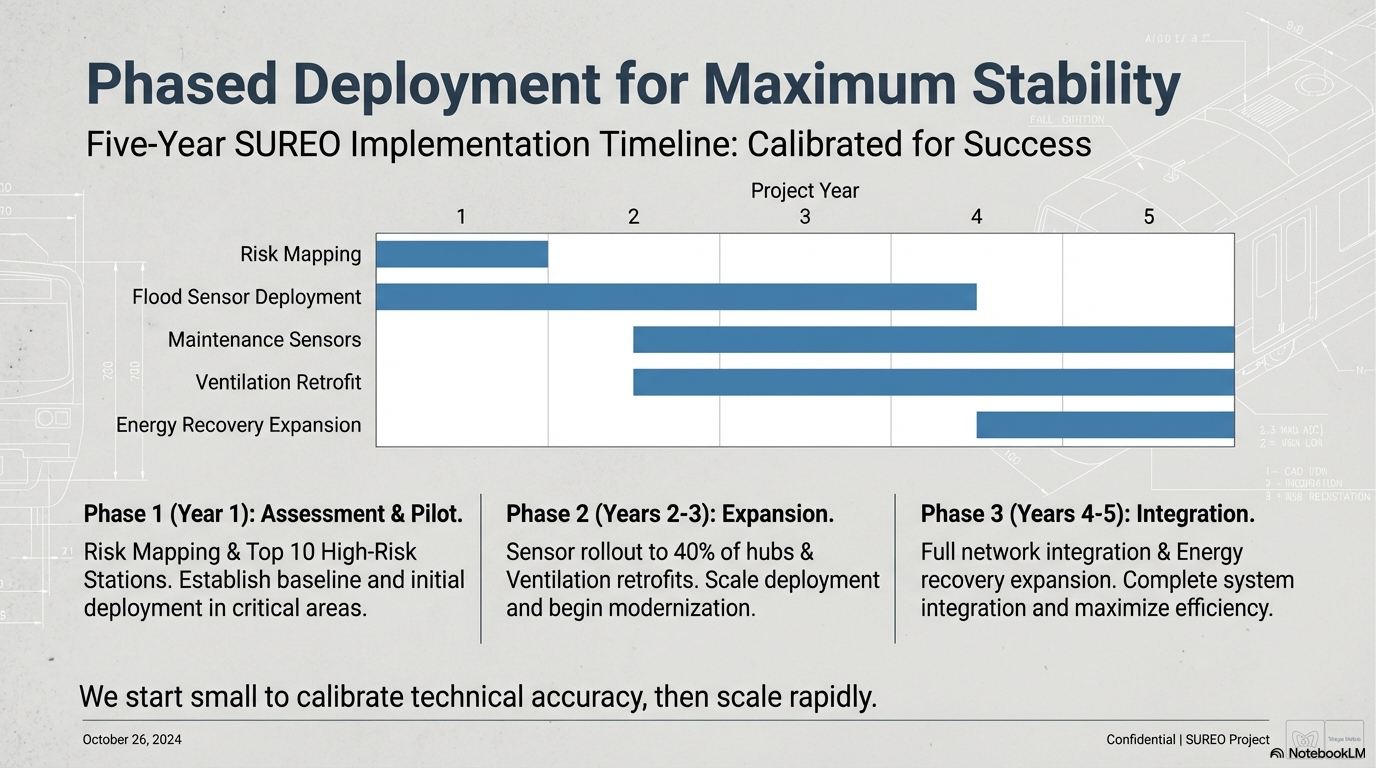 Phased Deployment for Maximum Stability
Five-Year SUREO Implementation Timeline: Calibrated for Success
Project Year
1 2 3 4 5
Risk Mapping
Flood Sensor Deployment
Maintenance Sensors
Ventilation Retrofit
Energy Recovery Expansion
Phase 1 (Year 1): Assessment & Pilot.
Risk Mapping & Top 10 High-Risk
Stations. Establish baseline and initial
deployment in critical areas.
Phase 2 (Years 2-3): Expansion.
Sensor rollout to 40% of hubs &
Ventilation retrofits. Scale deployment
and begin modernization.
Phase 3 (Years 4-5): Integration.
Full network integration & Energy
recovery expansion. Complete system
integration and maximize efficiency.
We start small to calibrate technical accuracy, then scale rapidly.
October 26, 2024
Confidential | SUREO Project
NotebookLM
700
700
100